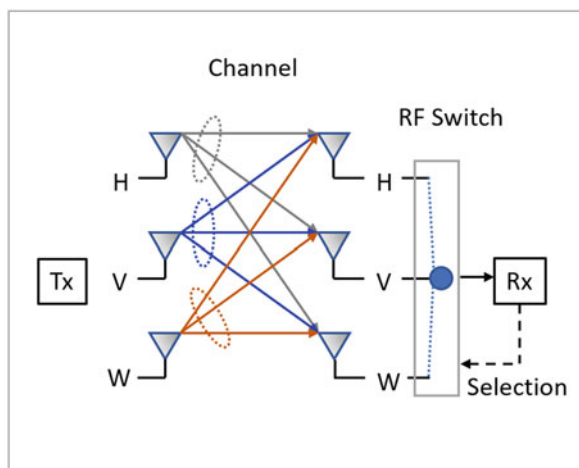 Channel
RF Switch
H H
Tx V V Rx
W W
Selection